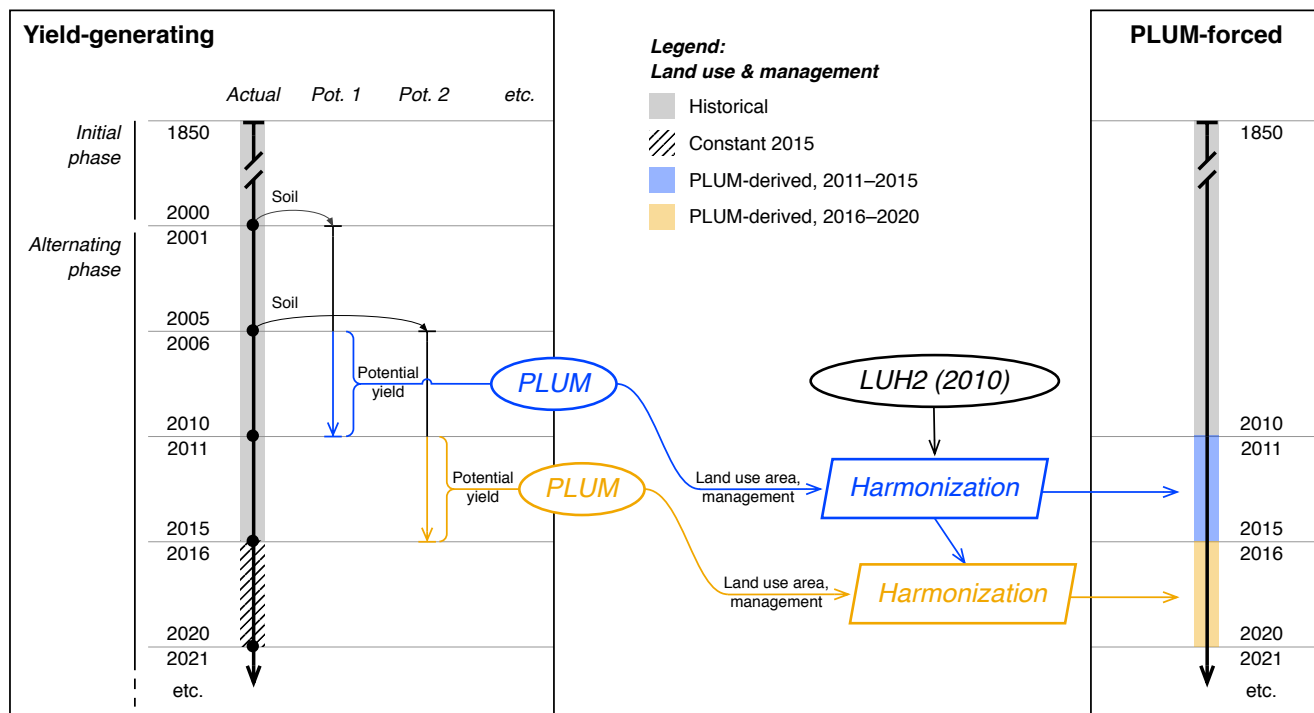 Yield-generating
Actual
Pot. 1
Pot. 2
etc.
Initial
phase
1850
Soil
2000
2001
Alternating
phase
Soil
2005
2006
Potential
yield
2010
2011
Potential
yield
2015
2016
2020
2021
etc.
Legend:
Land use & management
Historical
Constant 2015
PLUM-derived, 2011–2015
PLUM-derived, 2016–2020
PLUM
PLUM
LUH2 (2010)
Land use area,
management
Harmonization
Land use area,
management
Harmonization
PLUM-forced
1850
2010
2011
2015
2016
2020
2021
etc.